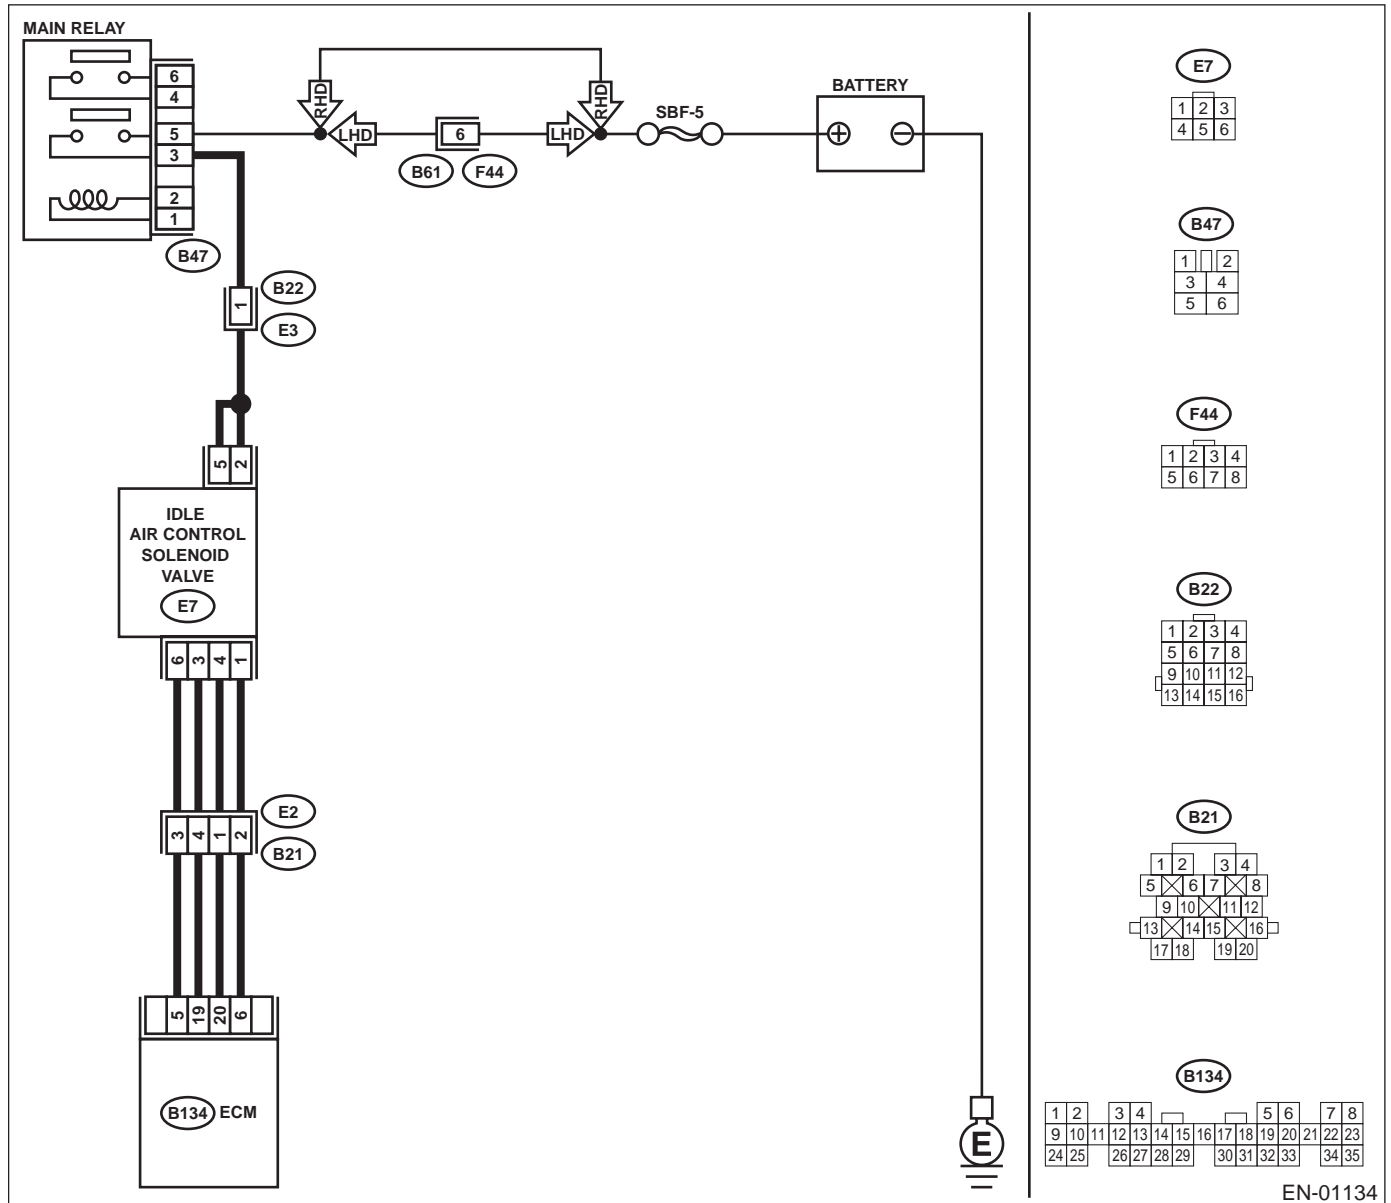 MAIN RELAY
6
4
5
3
2
1
B47
RHD
LHD
6
B61
F44
LHD
RHD
SBF-5
BATTERY
+
−
1
B22
E3
5 2
IDLE
AIR CONTROL
SOLENOID
VALVE
E7
6 3 4 1
E2
3 4 1 2
B21
5 19 20 6
B134 ECM
E
E7
1 2 3
4 5 6
B47
1 2
3 4
5 6
F44
1 2 3 4
5 6 7 8
B22
1 2 3 4
5 6 7 8
9 10 11 12
13 14 15 16
B21
1 2 3 4
5 6 7 8
9 10 11 12
13 14 15 16
17 18 19 20
B134
1 2 3 4 5 6 7 8
9 10 11 12 13 14 15 16 17 18 19 20 21 22 23
24 25 26 27 28 29 30 31 32 33 34 35
EN-01134